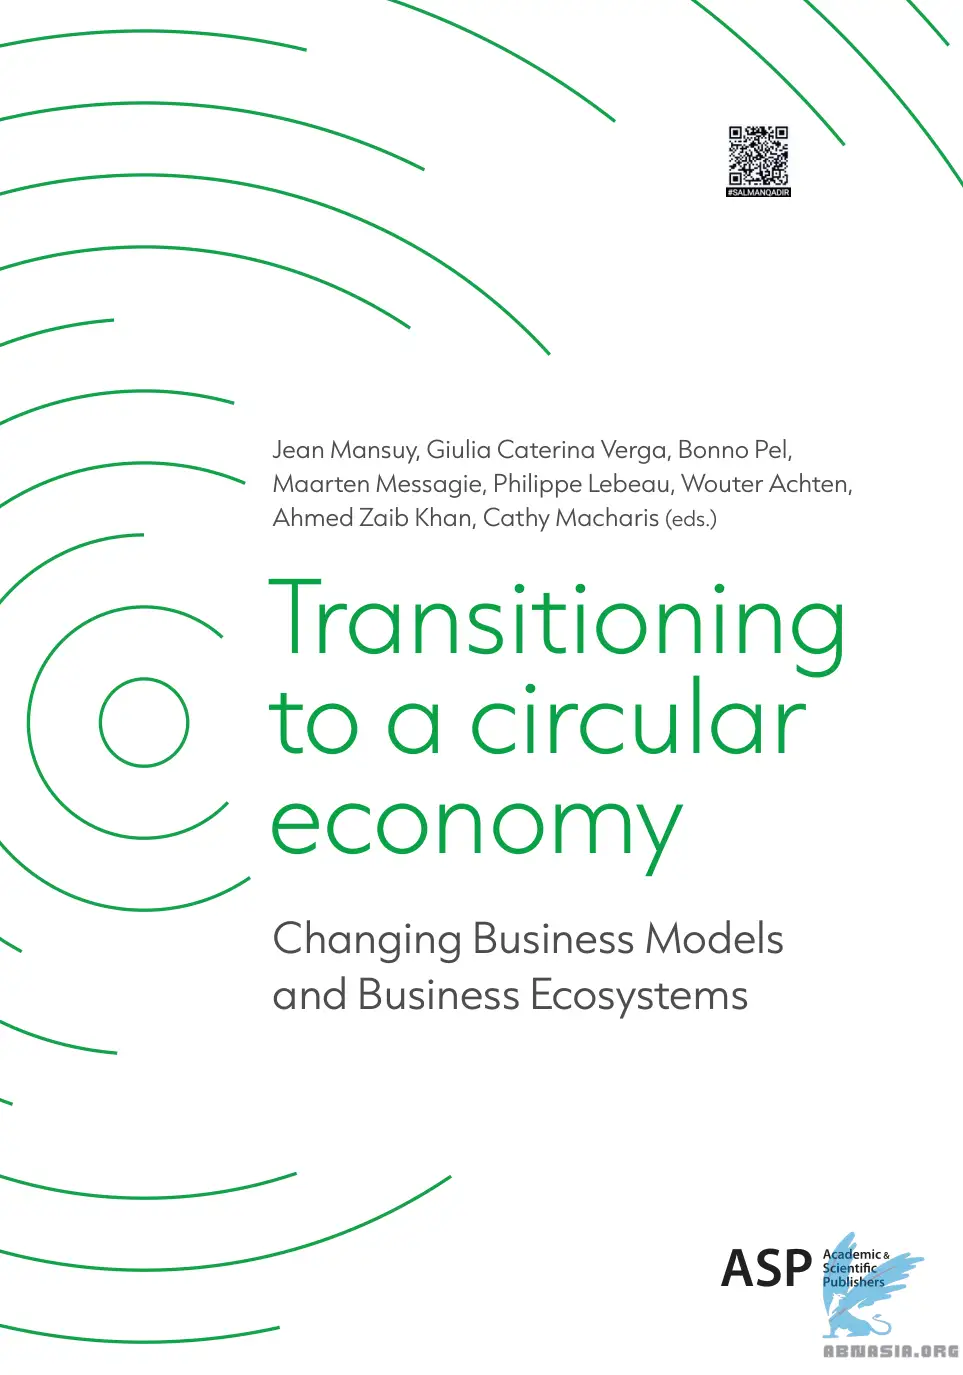 #SALMANQADIR
Jean Mansuy, Giulia Caterina Verga, Bonno Pel,
Maarten Messagie, Philippe Lebeau, Wouter Achten,
Ahmed Zaib Khan, Cathy Macharis (eds.)
Transitioning
to a circular
economy
Changing Business Models
and Business Ecosystems
ASP
Academic &
Scientific
Publishers
ABNASIA.ORG